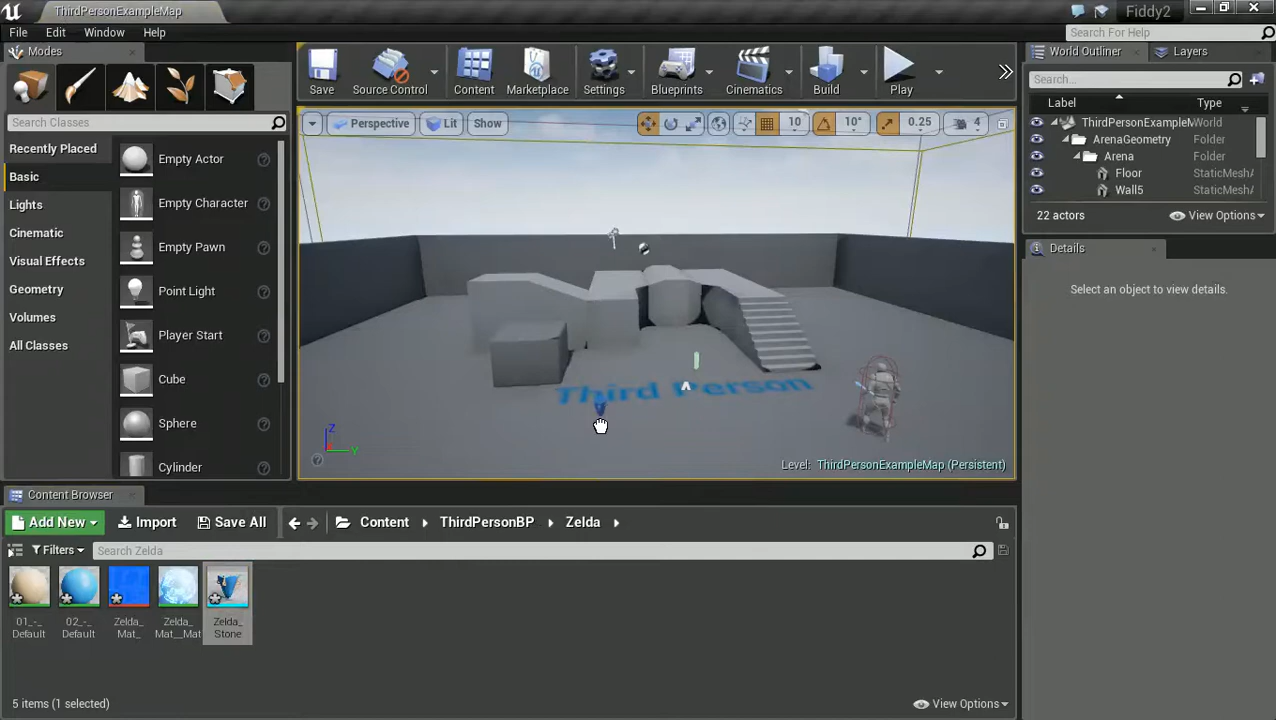 ThirdPersonExampleMap
Fiddy2
File Edit Window Help
Search For Help
Modes
Save
Source Control
Content
Marketplace
Settings
Blueprints
Cinematics
Build
Play
World Outliner
Layers
Search Classes
Search...
Perspective
Lit
Show
10
10°
0.25
4
Label
Type
ThirdPersonExampleM World
ArenaGeometry Folder
Arena Folder
Floor StaticMeshA
Wall5 StaticMeshA
22 actors
View Options
Details
Select an object to view details.
Recently Placed
Basic
Lights
Cinematic
Visual Effects
Geometry
Volumes
All Classes
Empty Actor
Empty Character
Empty Pawn
Point Light
Player Start
Cube
Sphere
Cylinder
Third Person
Z
Y
Level: ThirdPersonExampleMap (Persistent)
Content Browser
Add New
Import
Save All
Content
ThirdPersonBP
Zelda
Filters
Search Zelda
01_-_
Default
02_-_
Default
Zelda_
Mat_
Zelda_
Mat__Mat
Zelda_
Stone
5 items (1 selected)
View Options